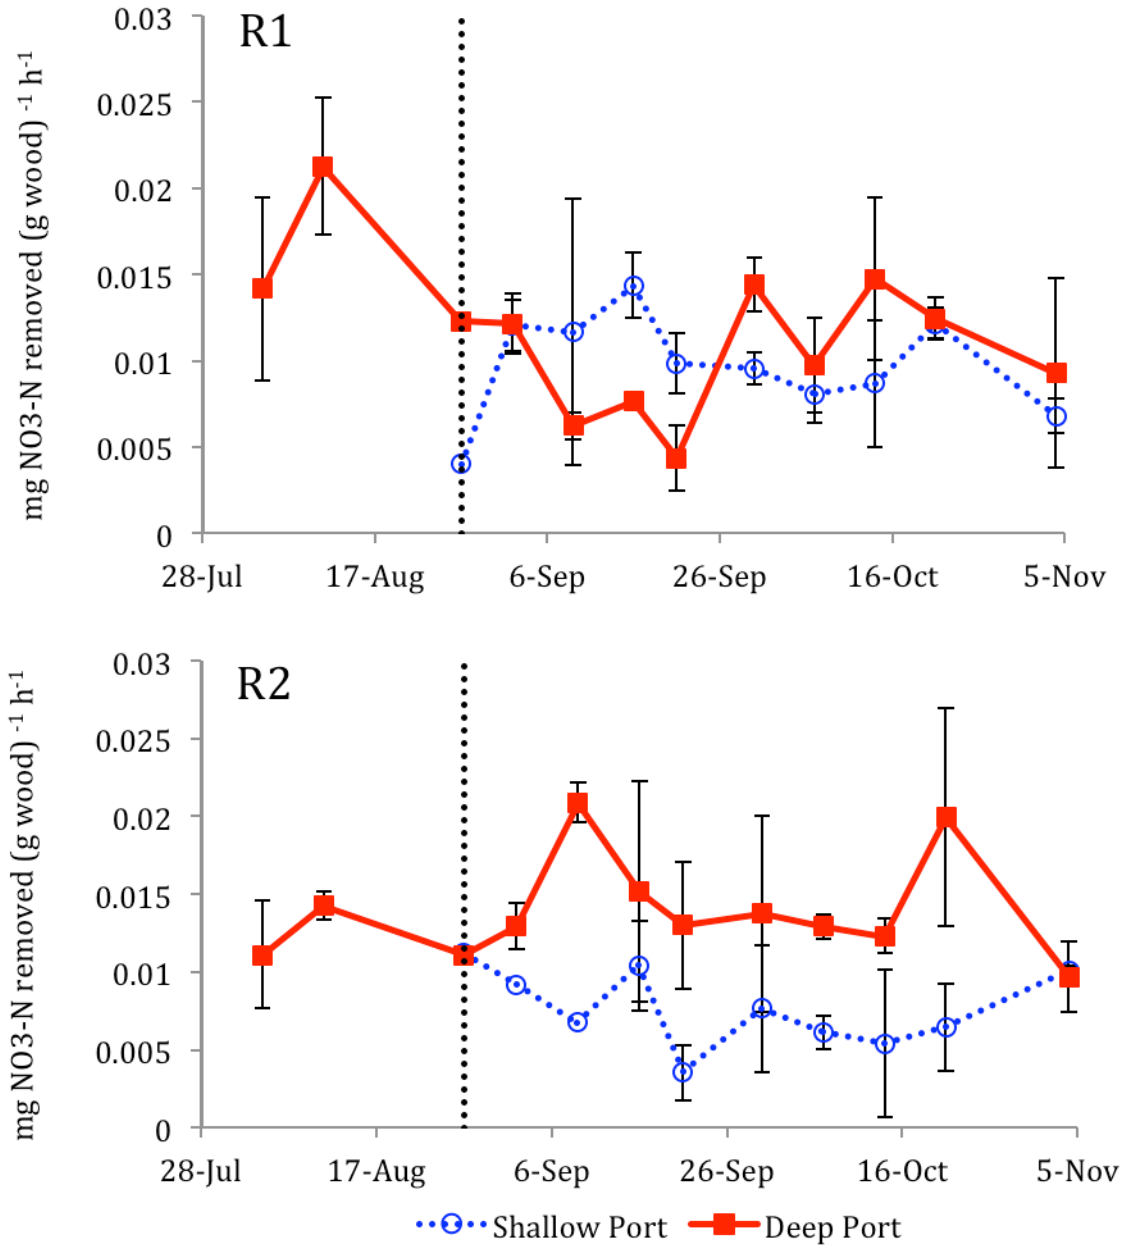 R1
mg NO3-N removed (g wood) -1 h-1
0.03
0.025
0.02
0.015
0.01
0.005
0
28-Jul 17-Aug 6-Sep 26-Sep 16-Oct 5-Nov
R2
mg NO3-N removed (g wood) -1 h-1
0.03
0.025
0.02
0.015
0.01
0.005
0
28-Jul 17-Aug 6-Sep 26-Sep 16-Oct 5-Nov
Shallow Port Deep Port